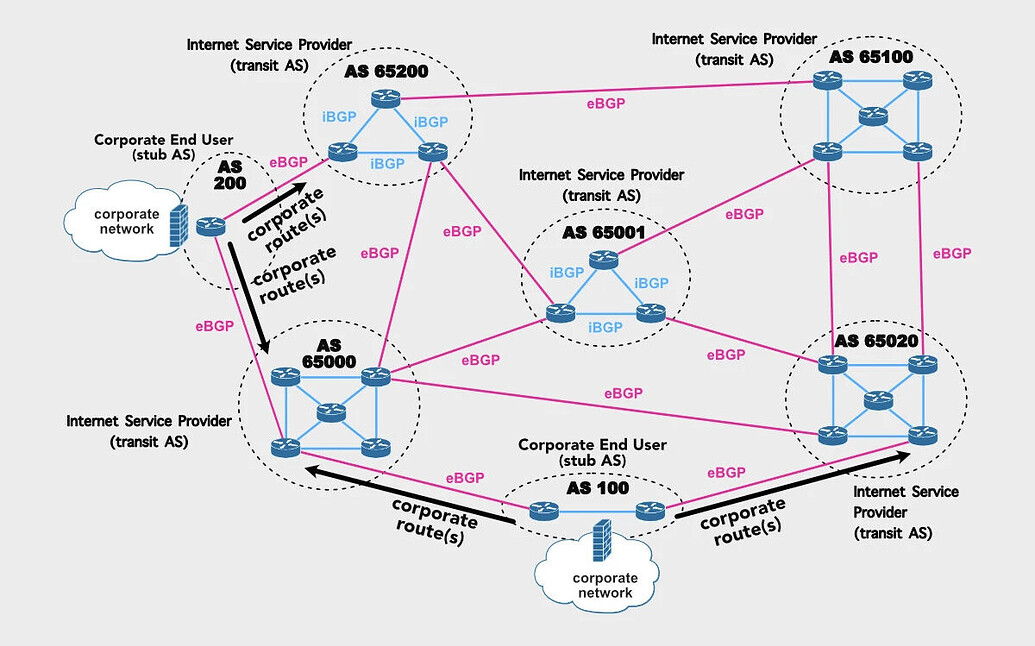 Internet Service Provider
(transit AS)
AS 65200
iBGP
iBGP
iBGP
eBGP
Internet Service Provider
(transit AS)
AS 65100
Corporate End User
(stub AS)
AS
200
eBGP
corporate
network
corporate
route(s)
corporate
route(s)
eBGP
eBGP
eBGP
Internet Service Provider
(transit AS)
AS 65001
iBGP
iBGP
iBGP
eBGP
eBGP
eBGP
AS
65000
Internet Service Provider
(transit AS)
eBGP
eBGP
eBGP
AS 65020
Internet Service
Provider
(transit AS)
Corporate End User
(stub AS)
AS 100
eBGP
eBGP
corporate
route(s)
corporate
route(s)
corporate
network